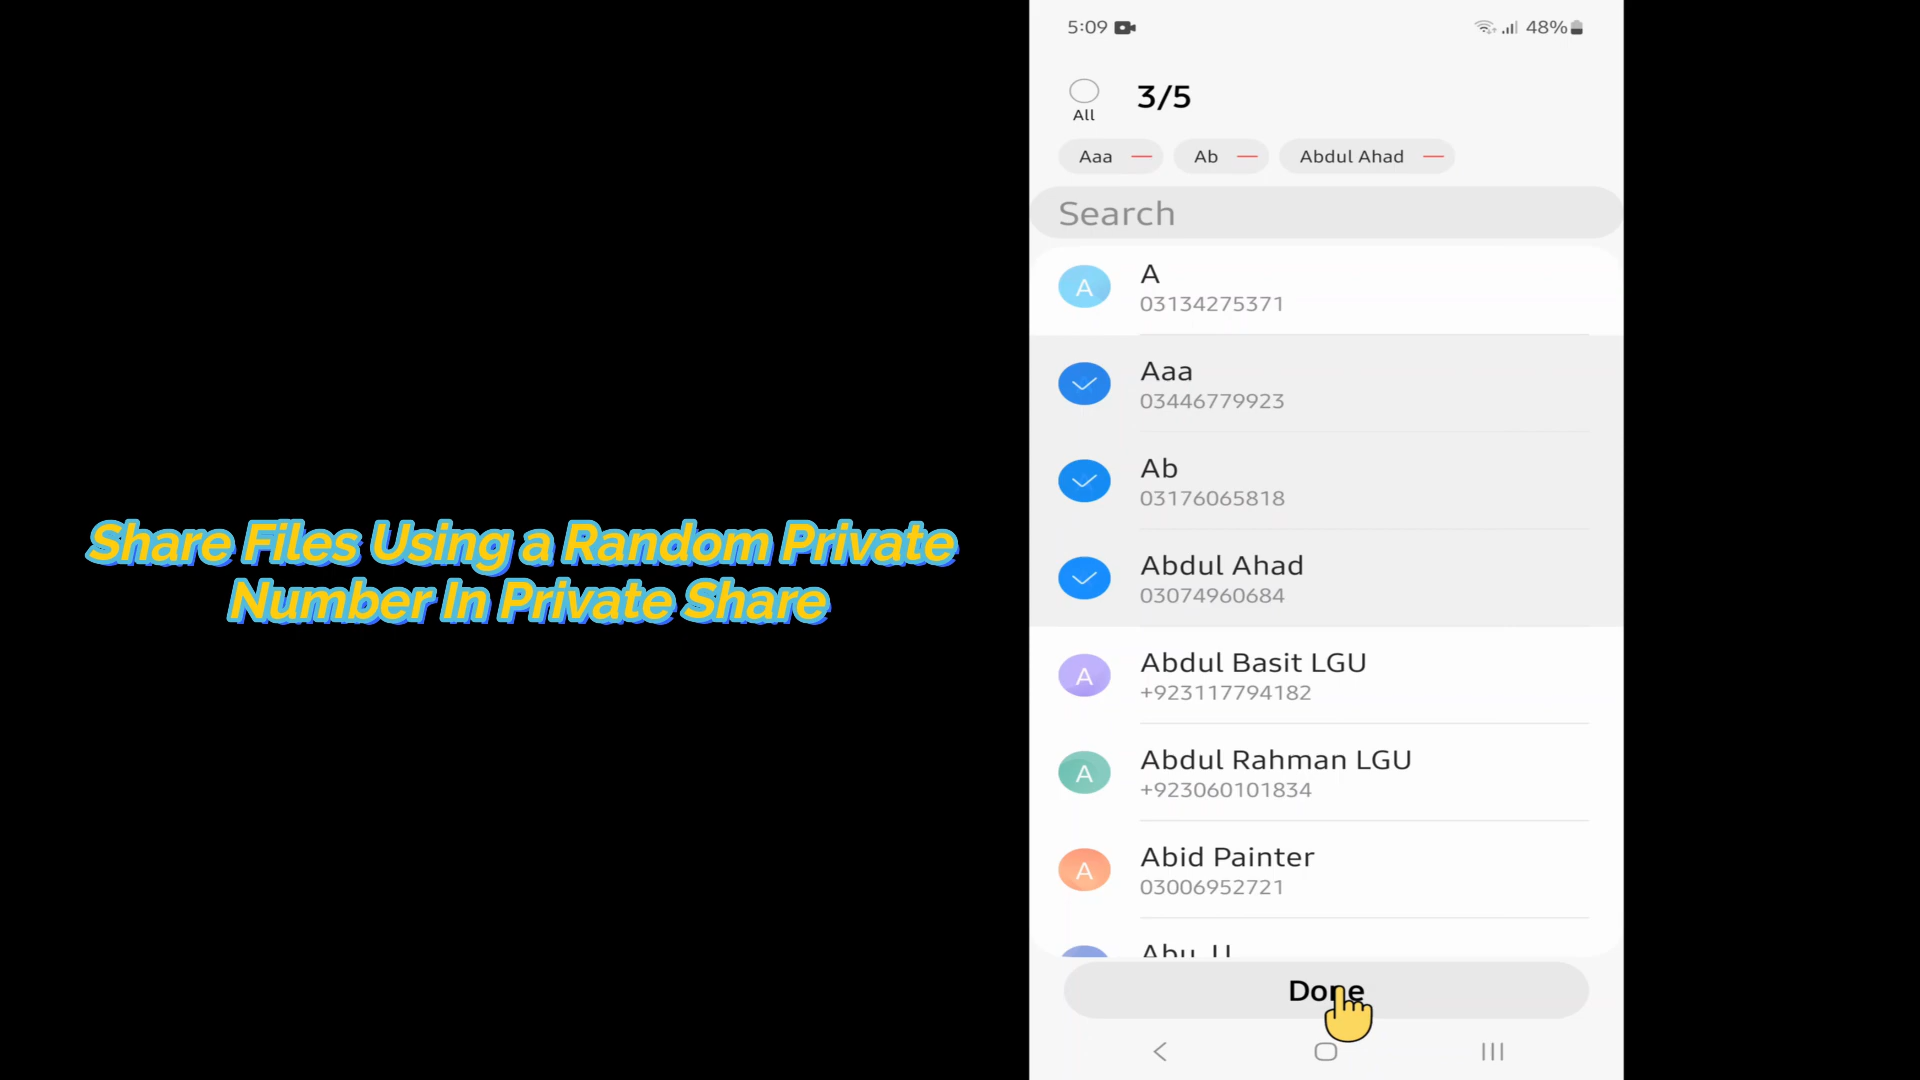 Share Files Using a Random Private
Number In Private Share
5:09
48%
All
3/5
Aaa
Ab
Abdul Ahad
Search
A
A
03134275371
Aaa
03446779923
Ab
03176065818
Abdul Ahad
03074960684
A
Abdul Basit LGU
+923117794182
A
Abdul Rahman LGU
+923060101834
A
Abid Painter
03006952721
Done